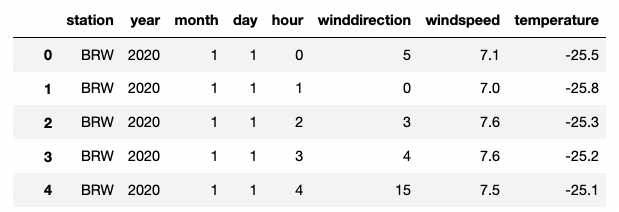 station year month day hour winddirection windspeed temperature
0 BRW 2020 1 1 0 5 7.1 -25.5
1 BRW 2020 1 1 1 0 7.0 -25.8
2 BRW 2020 1 1 2 3 7.6 -25.3
3 BRW 2020 1 1 3 4 7.6 -25.2
4 BRW 2020 1 1 4 15 7.5 -25.1